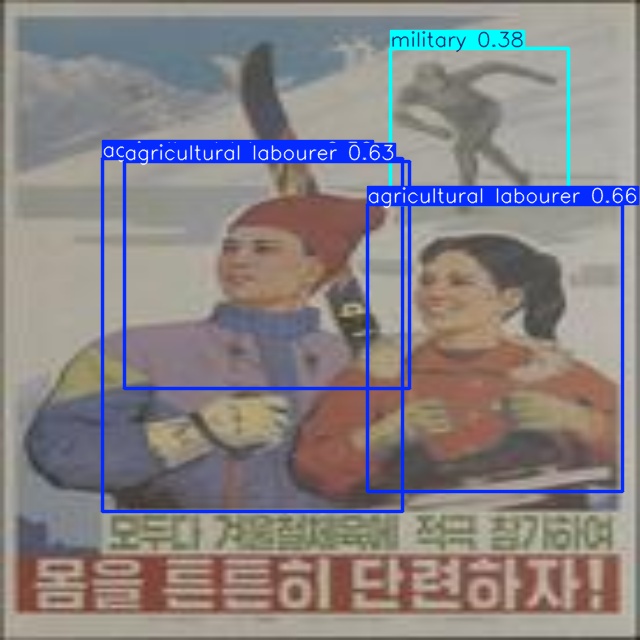 military 0.38
agricultural labourer 0.63
agricultural labourer 0.66
모두다 겨울철체육에 적극 참가하여
몸을 튼튼히 단련하자!